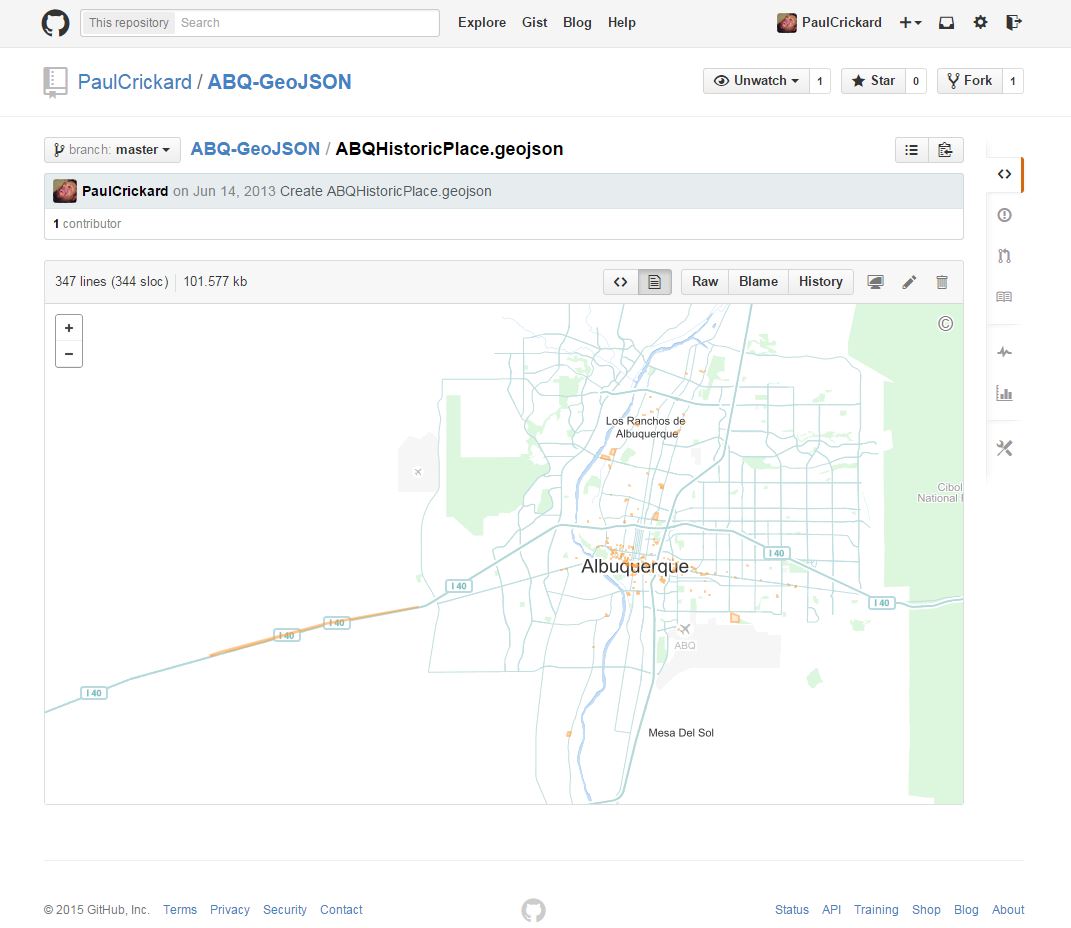 This repository Search Explore Gist Blog Help PaulCrickard
PaulCrickard / ABQ-GeoJSON Unwatch 1 Star 0 Fork 1
branch: master ABQ-GeoJSON / ABQHistoricPlace.geojson
PaulCrickard on Jun 14, 2013 Create ABQHistoricPlace.geojson
1 contributor
347 lines (344 sloc) 101.577 kb <> Raw Blame History
+
−
©
Los Ranchos de
Albuquerque
Cibol
National F
I 40
Albuquerque
I 40
I 40
I 40
I 40
ABQ
I 40
Mesa Del Sol
© 2015 GitHub, Inc. Terms Privacy Security Contact Status API Training Shop Blog About